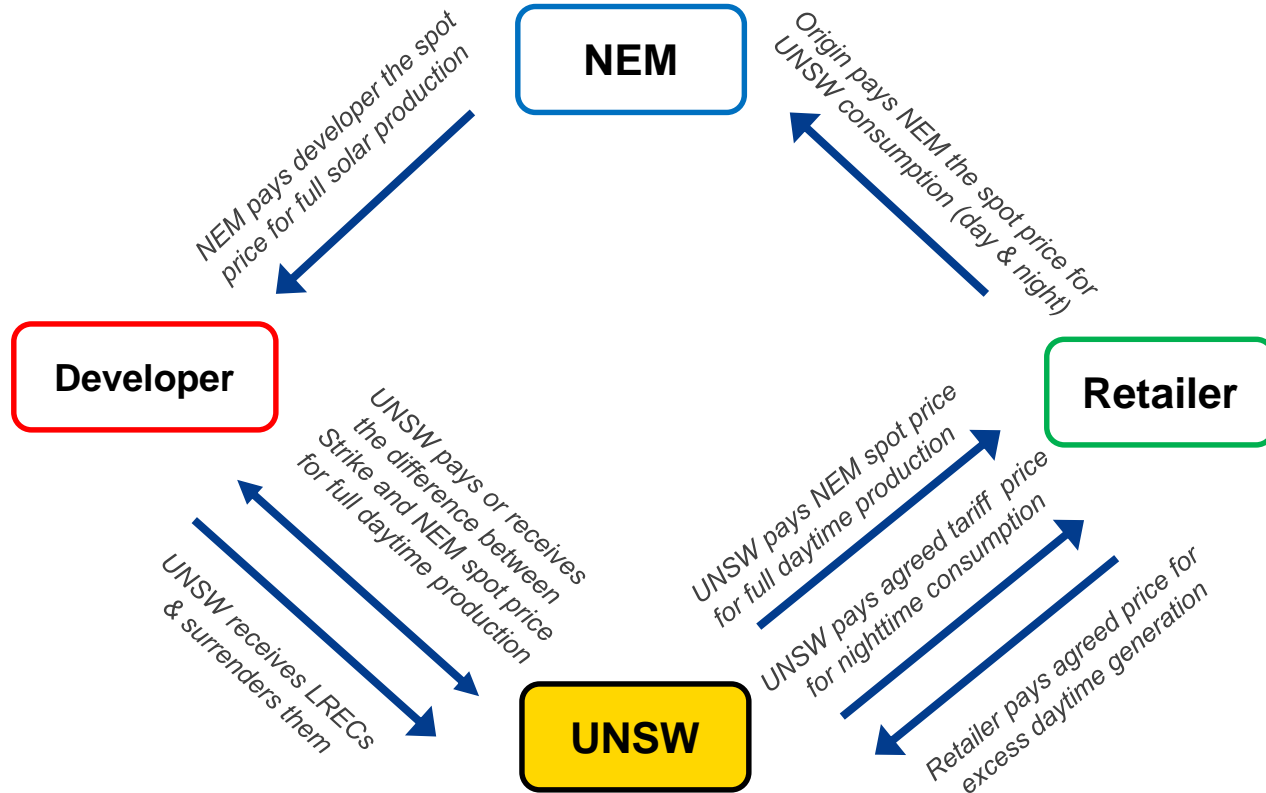 NEM
NEM pays developer the spot
price for full solar production
Origin pays NEM the spot price for
UNSW consumption (day & night)
Developer
Retailer
UNSW pays or receives
the difference between
Strike and NEM spot price
for full daytime production
UNSW receives LRECs
& surrenders them
UNSW pays NEM spot price
for full daytime production
UNSW pays agreed tariff price
for nighttime consumption
Retailer pays agreed price for
excess daytime generation
UNSW